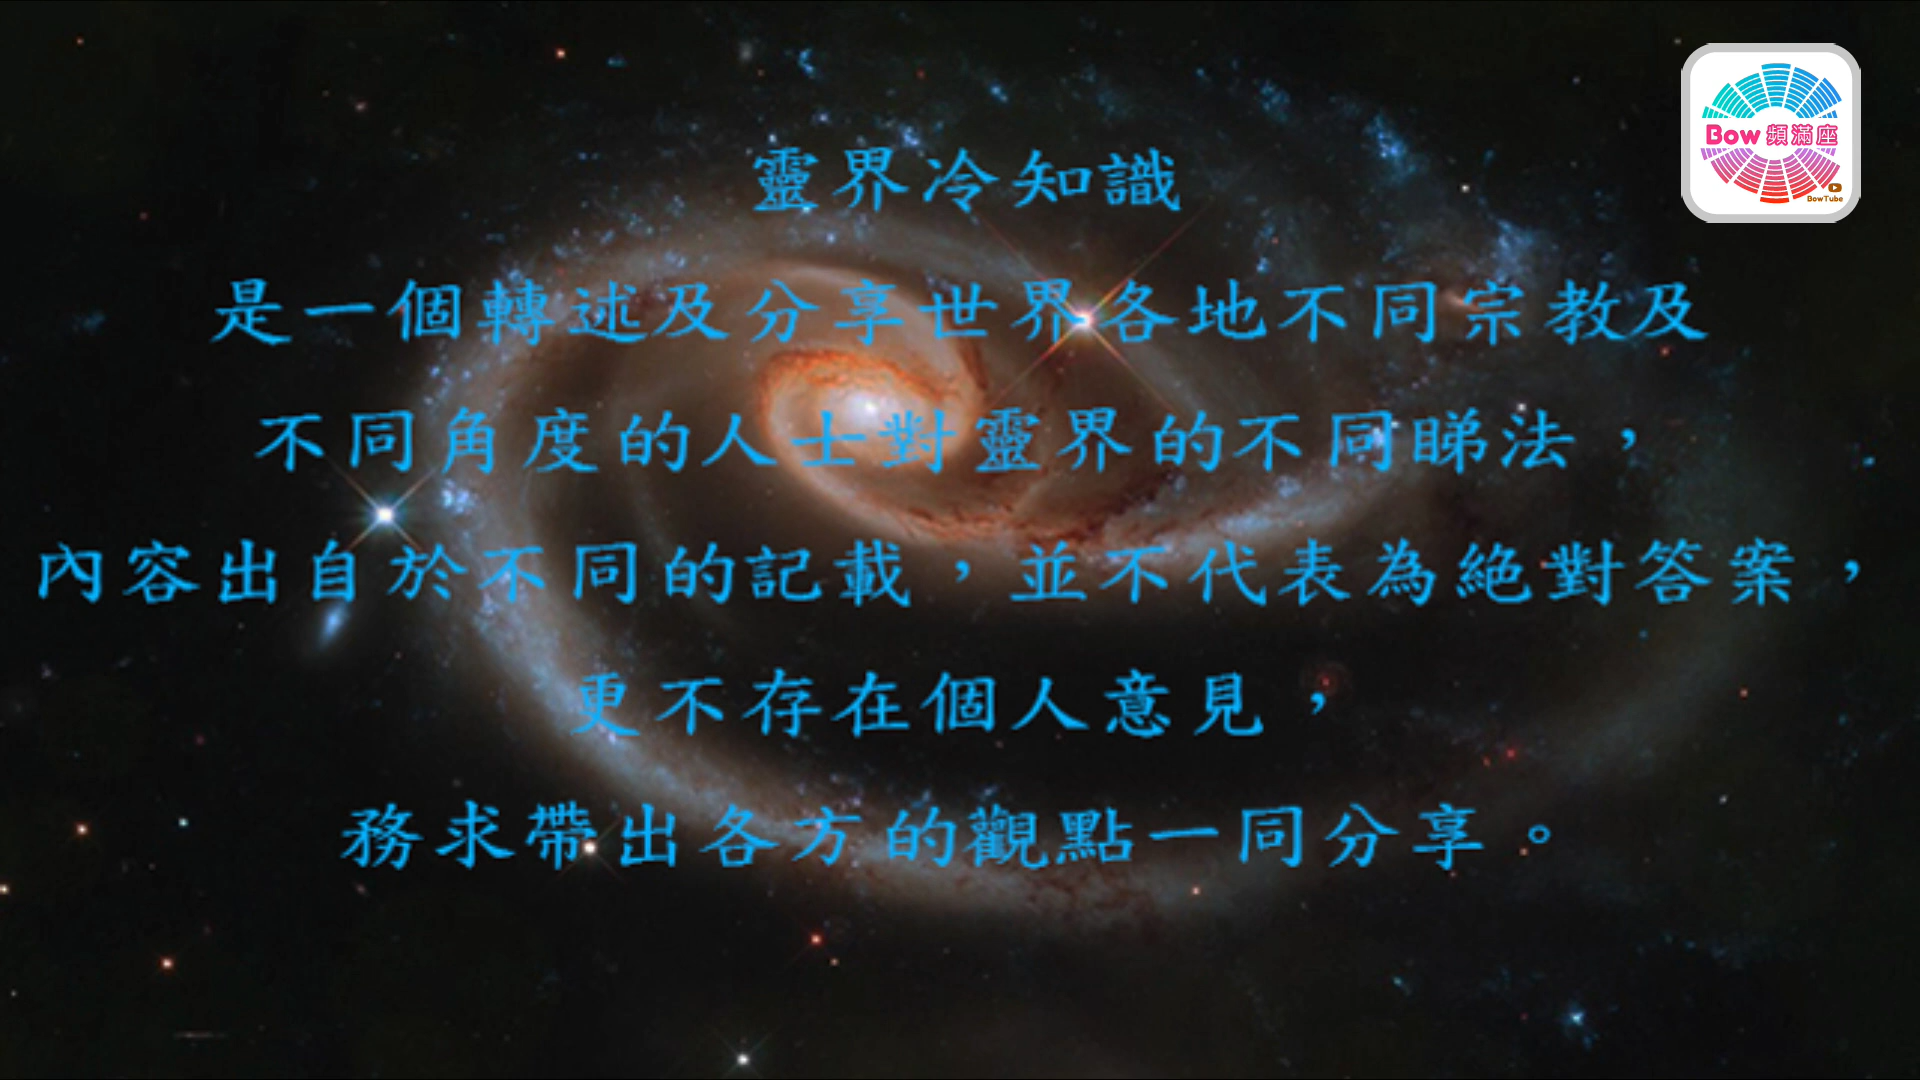 Bow 頻滿座
BowTube
靈界冷知識
是一個轉述及分享世界各地不同宗教及
不同角度的人士對靈界的不同睇法，
內容出自於不同的記載，並不代表為絕對答案，
更不存在個人意見，
務求帶出各方的觀點一同分享。